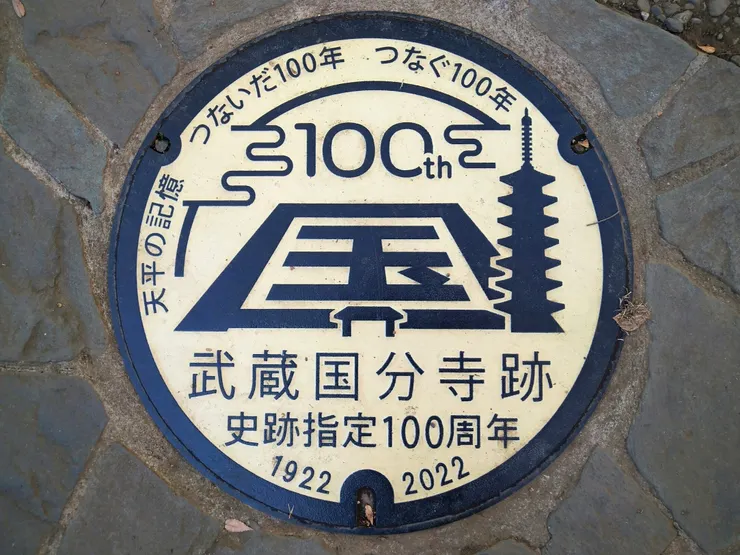 天平の記憶 つないだ100年 つなぐ100年
100th
国
武蔵国分寺跡
史跡指定100周年
1922 2022